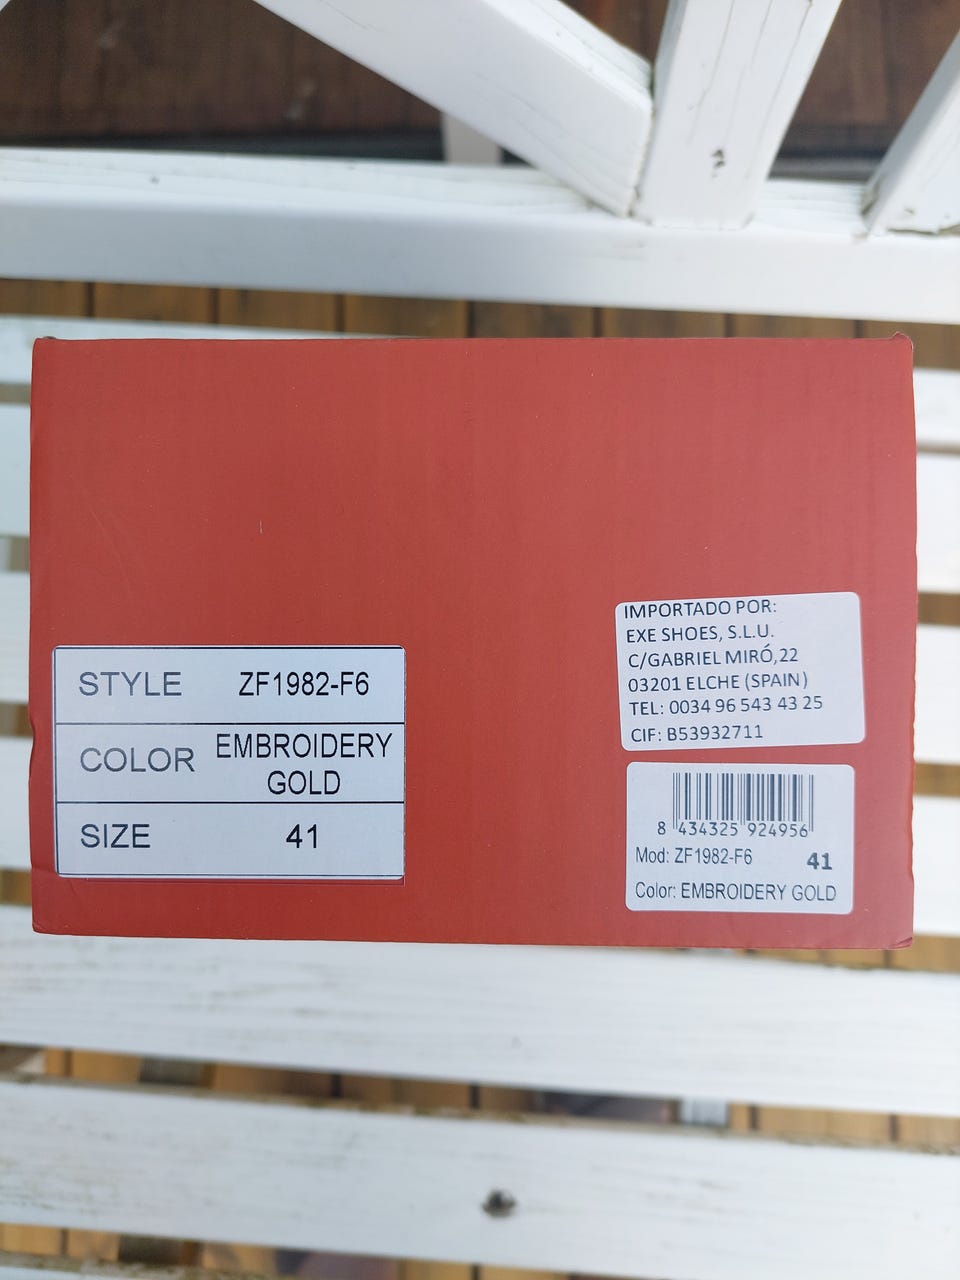 STYLE ZF1982-F6
COLOR EMBROIDERY GOLD
SIZE 41
IMPORTADO POR:
EXE SHOES, S.L.U.
C/GABRIEL MIRÓ,22
03201 ELCHE (SPAIN)
TEL: 0034 96 543 43 25
CIF: B53932711
8 434325 924956
Mod: ZF1982-F6 41
Color: EMBROIDERY GOLD